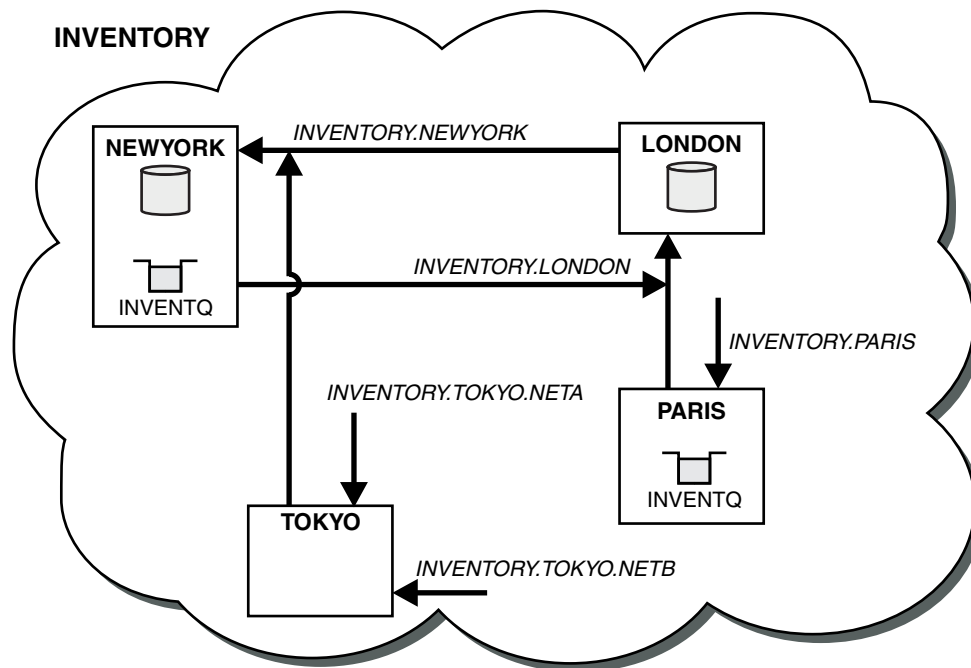 INVENTORY
INVENTORY.NEWYORK
NEWYORK
LONDON
INVENTORY.LONDON
INVENTQ
INVENTORY.PARIS
INVENTORY.TOKYO.NETA
PARIS
INVENTQ
TOKYO
INVENTORY.TOKYO.NETB